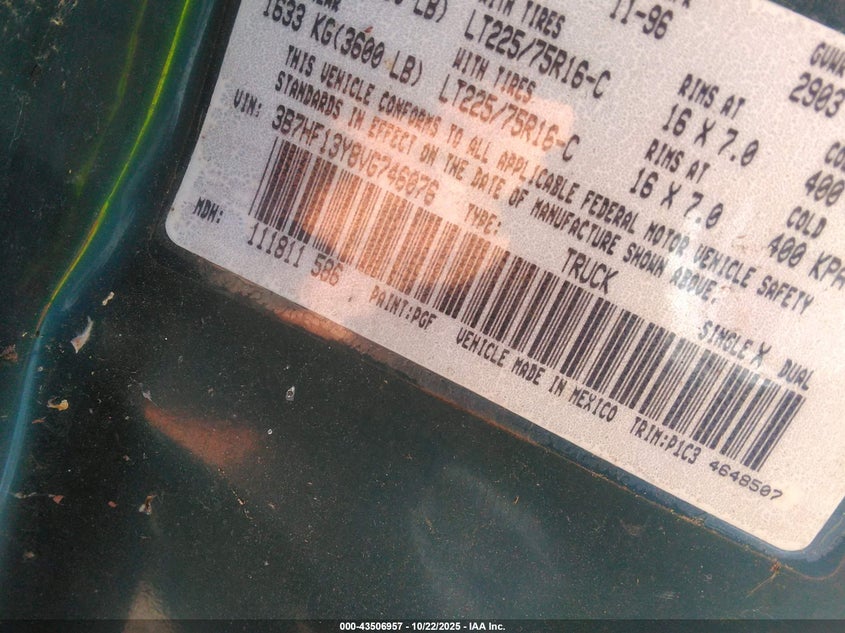 11-96
GVWR
LB)
WITH TIRES
RIMS AT
2903
1633 KG(3600 LB)
LT225/75R16-C
16 X 7.0
WITH TIRES
RIMS AT
COLD
LT225/75R16-C
16 X 7.0
400 KPA
THIS VEHICLE CONFORMS TO ALL APPLICABLE FEDERAL MOTOR VEHICLE SAFETY
STANDARDS IN EFFECT ON THE DATE OF MANUFACTURE SHOWN ABOVE.
VIN: 3B7HF13Y8VG746076 TYPE: TRUCK SINGLE X DUAL
MDH: 111811 586
PAINT:PGF VEHICLE MADE IN MEXICO TRIM:P1C3 4648507
000-43506957 - 10/22/2025 - IAA Inc.